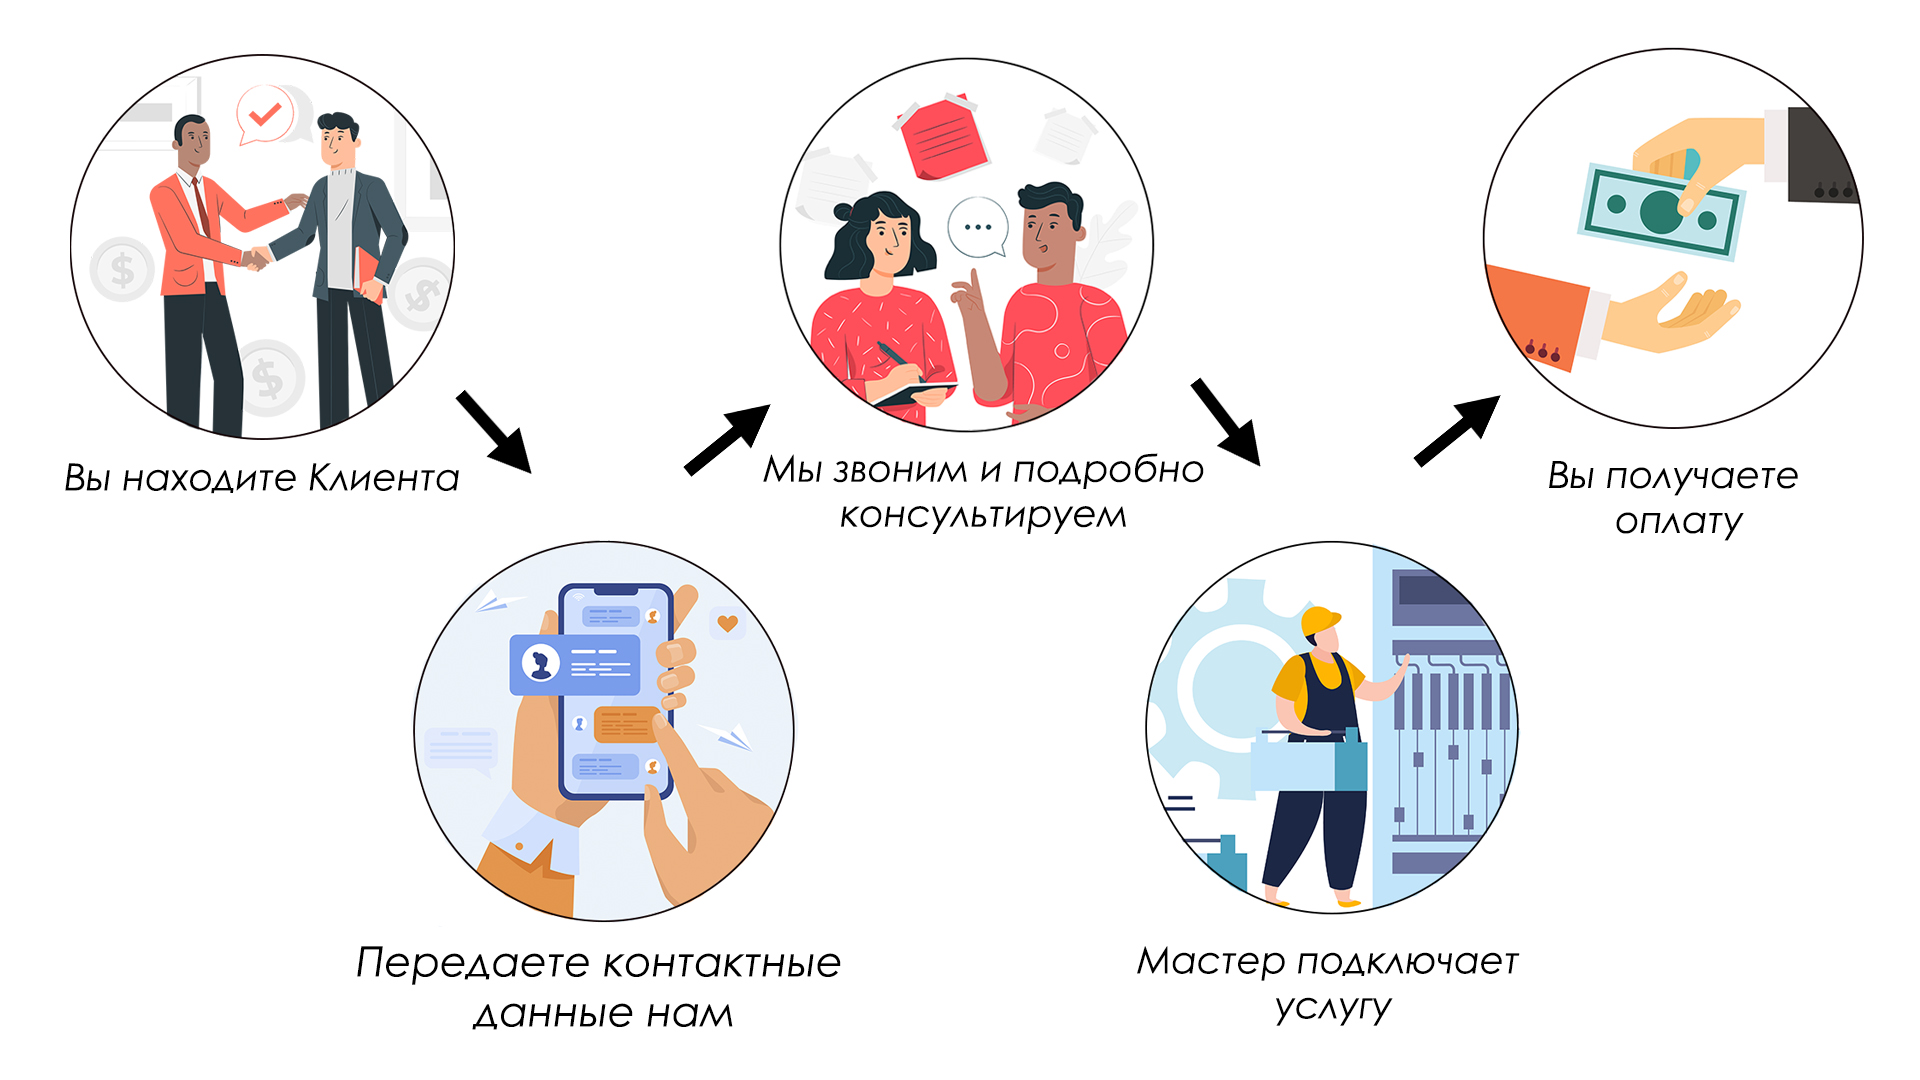 Вы находите Клиента
Передаете контактные
данные нам
Мы звоним и подробно
консультируем
Мастер подключает
услугу
Вы получаете
оплату